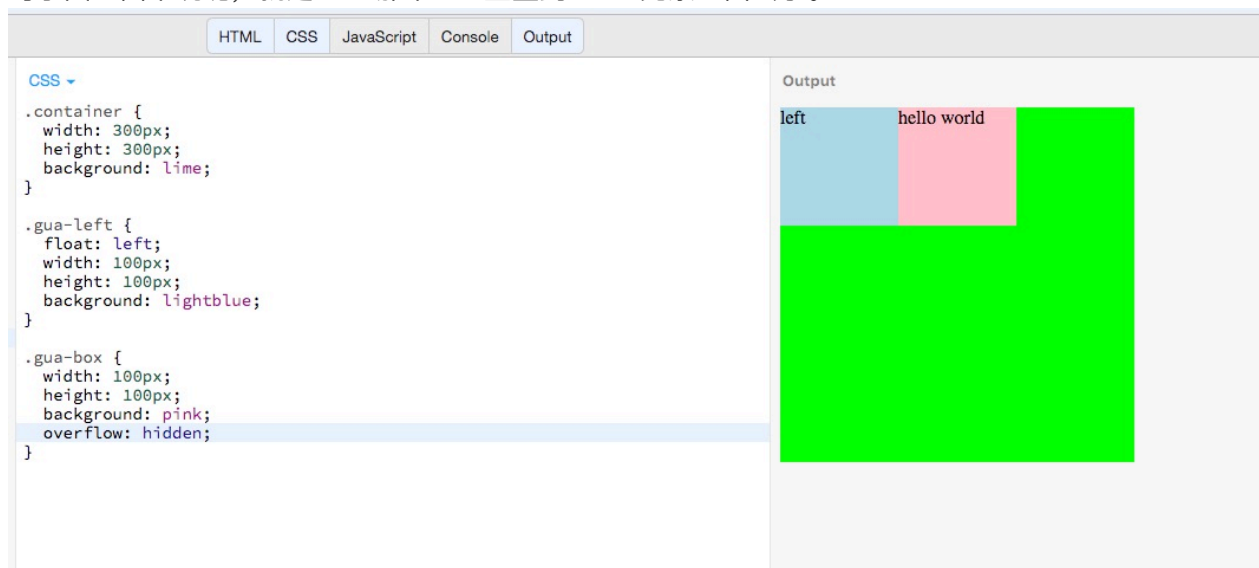 HTML CSS JavaScript Console Output
CSS
.container {
  width: 300px;
  height: 300px;
  background: lime;
}
.gua-left {
  float: left;
  width: 100px;
  height: 100px;
  background: lightblue;
}
.gua-box {
  width: 100px;
  height: 100px;
  background: pink;
  overflow: hidden;
}
Output
left
hello world